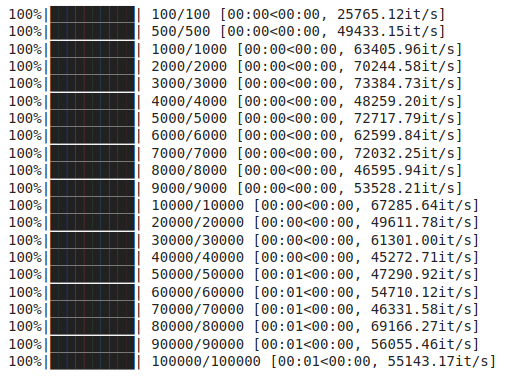 100%|██████████| 100/100 [00:00<00:00, 25765.12it/s]
100%|██████████| 500/500 [00:00<00:00, 49433.15it/s]
100%|██████████| 1000/1000 [00:00<00:00, 63405.96it/s]
100%|██████████| 2000/2000 [00:00<00:00, 70244.58it/s]
100%|██████████| 3000/3000 [00:00<00:00, 73384.73it/s]
100%|██████████| 4000/4000 [00:00<00:00, 48259.20it/s]
100%|██████████| 5000/5000 [00:00<00:00, 72717.79it/s]
100%|██████████| 6000/6000 [00:00<00:00, 62599.84it/s]
100%|██████████| 7000/7000 [00:00<00:00, 72032.25it/s]
100%|██████████| 8000/8000 [00:00<00:00, 46595.94it/s]
100%|██████████| 9000/9000 [00:00<00:00, 53528.21it/s]
100%|██████████| 10000/10000 [00:00<00:00, 67285.64it/s]
100%|██████████| 20000/20000 [00:00<00:00, 49611.78it/s]
100%|██████████| 30000/30000 [00:00<00:00, 61301.00it/s]
100%|██████████| 40000/40000 [00:00<00:00, 45272.71it/s]
100%|██████████| 50000/50000 [00:01<00:00, 47290.92it/s]
100%|██████████| 60000/60000 [00:01<00:00, 54710.12it/s]
100%|██████████| 70000/70000 [00:01<00:00, 46331.58it/s]
100%|██████████| 80000/80000 [00:01<00:00, 69166.27it/s]
100%|██████████| 90000/90000 [00:01<00:00, 56055.46it/s]
100%|██████████| 100000/100000 [00:01<00:00, 55143.17it/s]